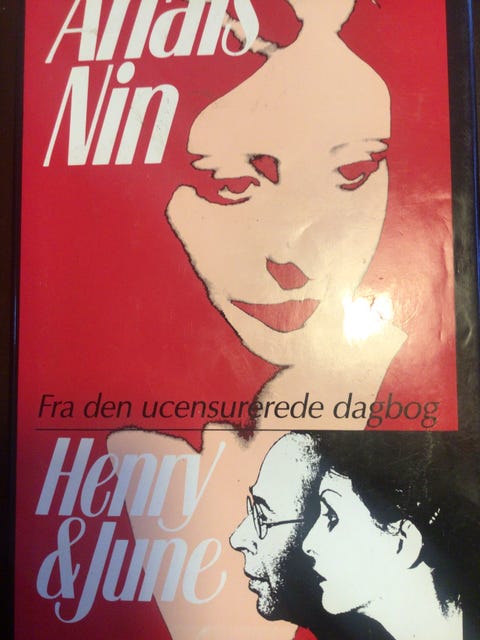 Anaïs
Nin
Fra den ucensurerede dagbog
Henry
& June